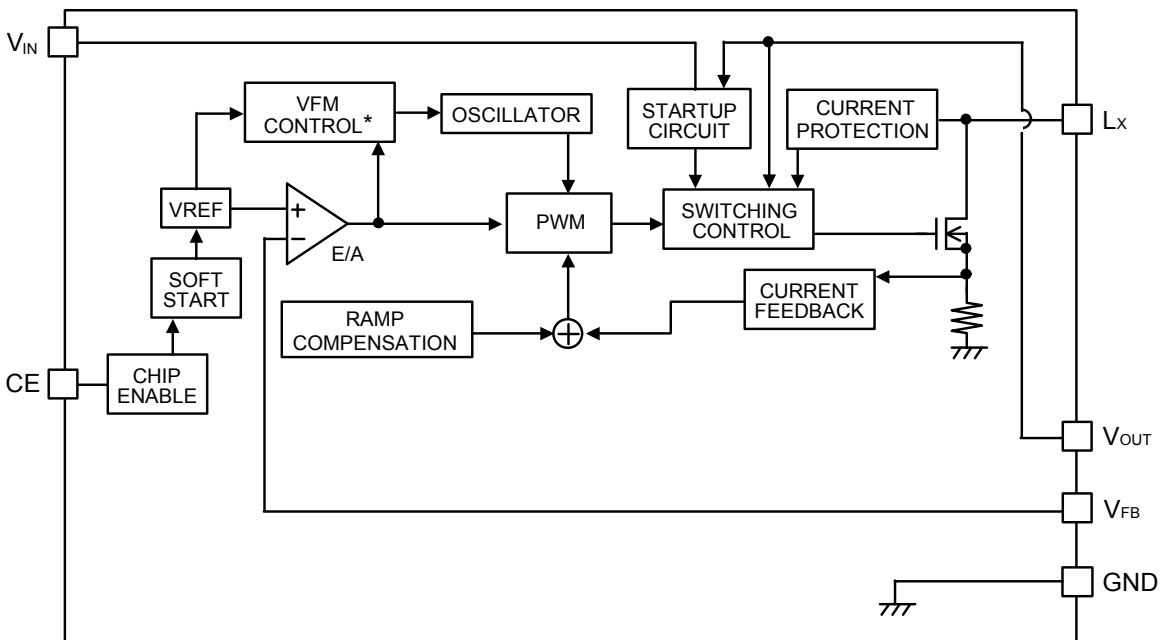 VIN
VFM
CONTROL*
OSCILLATOR
STARTUP
CIRCUIT
CURRENT
PROTECTION
LX
VREF
+
−
E/A
PWM
SWITCHING
CONTROL
SOFT
START
RAMP
COMPENSATION
CURRENT
FEEDBACK
CE
CHIP
ENABLE
VOUT
VFB
GND